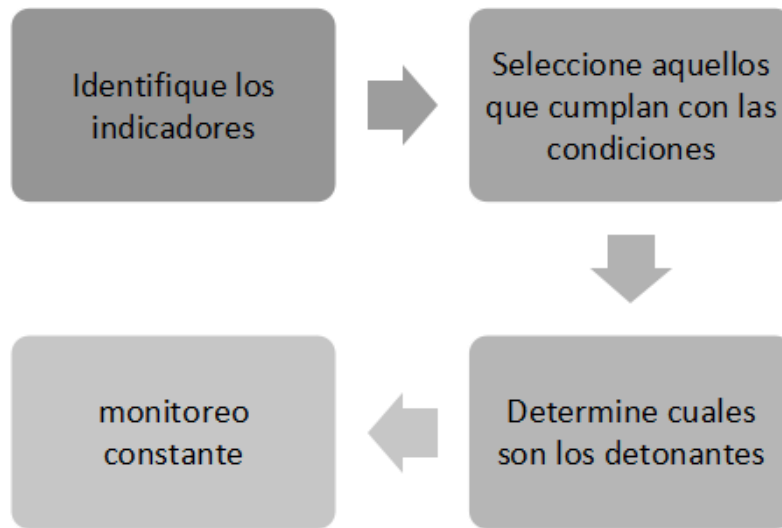 Identifique los
indicadores
Seleccione aquellos
que cumplan con las
condiciones
Determine cuales
son los detonantes
monitoreo
constante